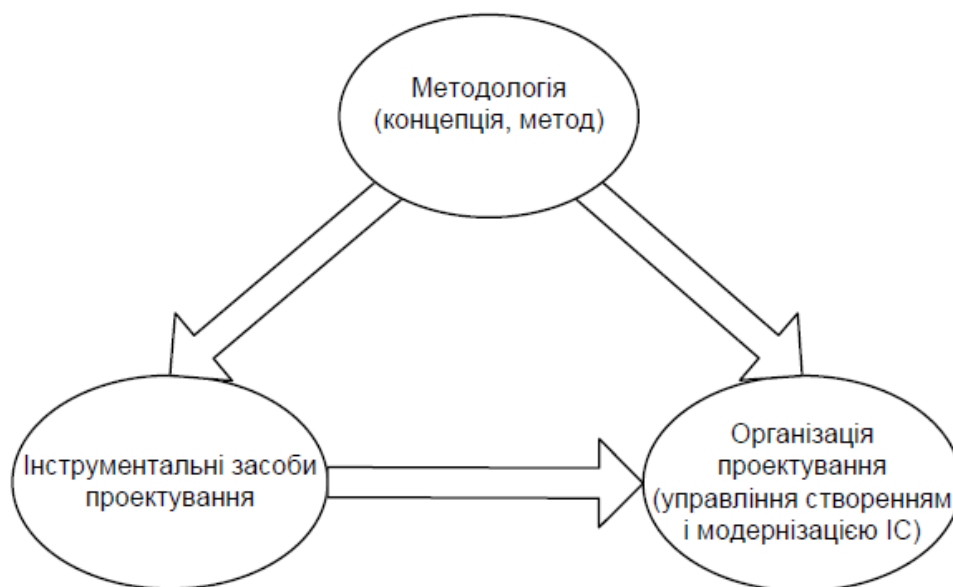 Методологія
(концепція, метод)
Інструментальні засоби
проектування
Організація
проектування
(управління створенням
і модернізацією ІС)